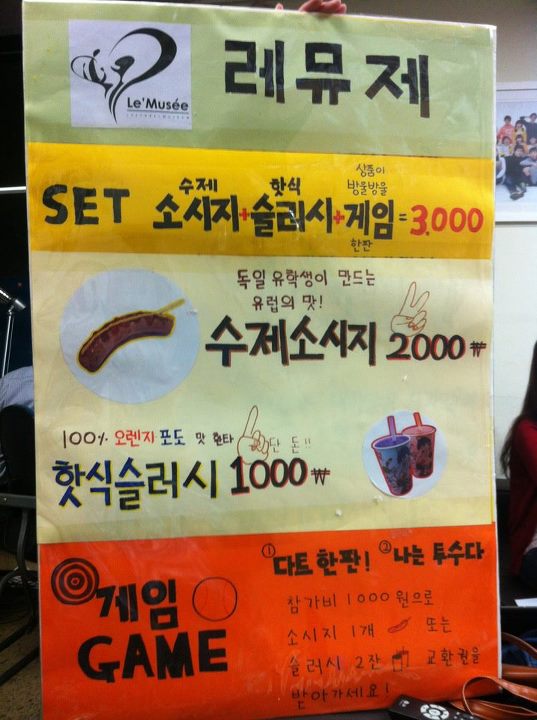 Le'Musée
레뮤제
상품이
수제 핫식 방울방울
SET 소시지+슬러시+게임=3,000
한판
독일 유학생이 만드는
유럽의 맛!
수제소시지 2000₩
100% 오렌지 포도 맛 환타 단 돈!!
핫식슬러시 1000₩
① 다트 한판! ② 나는 투수다
게임
GAME
참가비 1000원으로
소시지 1개 또는
슬러시 2잔 교환권을
받아가세요!